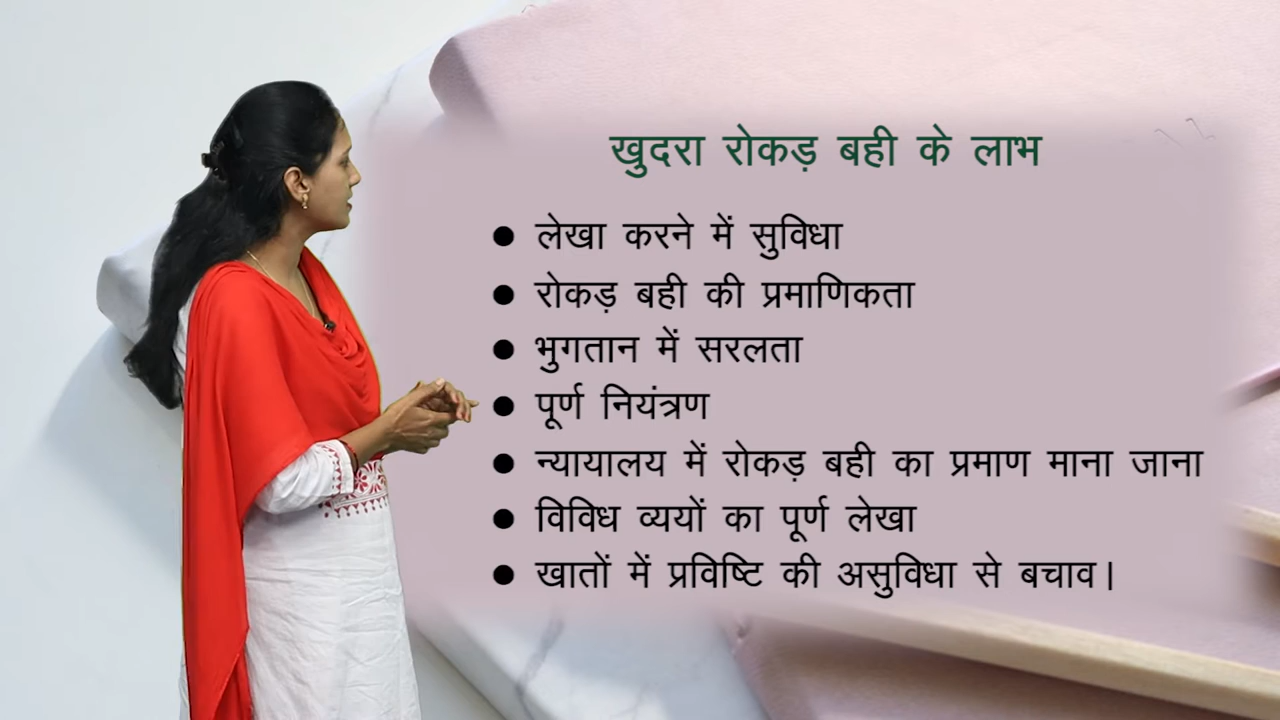 खुदरा रोकड़ बही के लाभ
● लेखा करने में सुविधा
● रोकड़ बही की प्रमाणिकता
● भुगतान में सरलता
● पूर्ण नियंत्रण
● न्यायालय में रोकड़ बही का प्रमाण माना जाना
● विविध व्ययों का पूर्ण लेखा
● खातों में प्रविष्टि की असुविधा से बचाव।